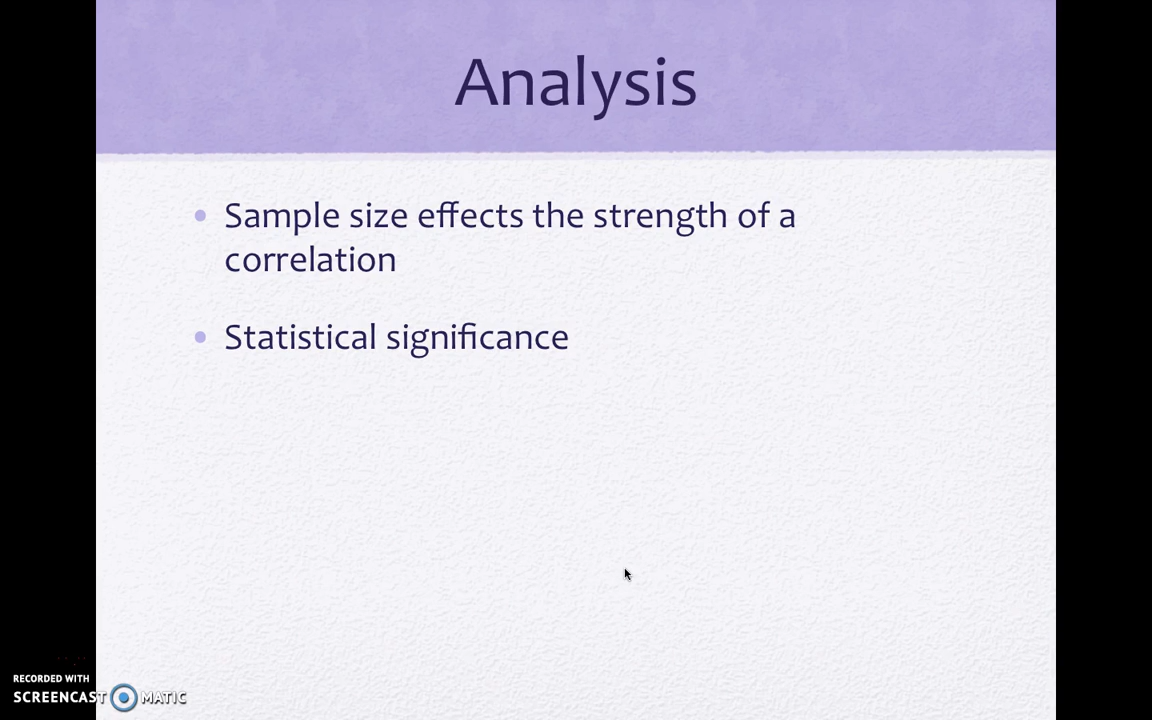 Analysis
• Sample size effects the strength of a
correlation
• Statistical significance
RECORDED WITH
SCREENCAST MATIC